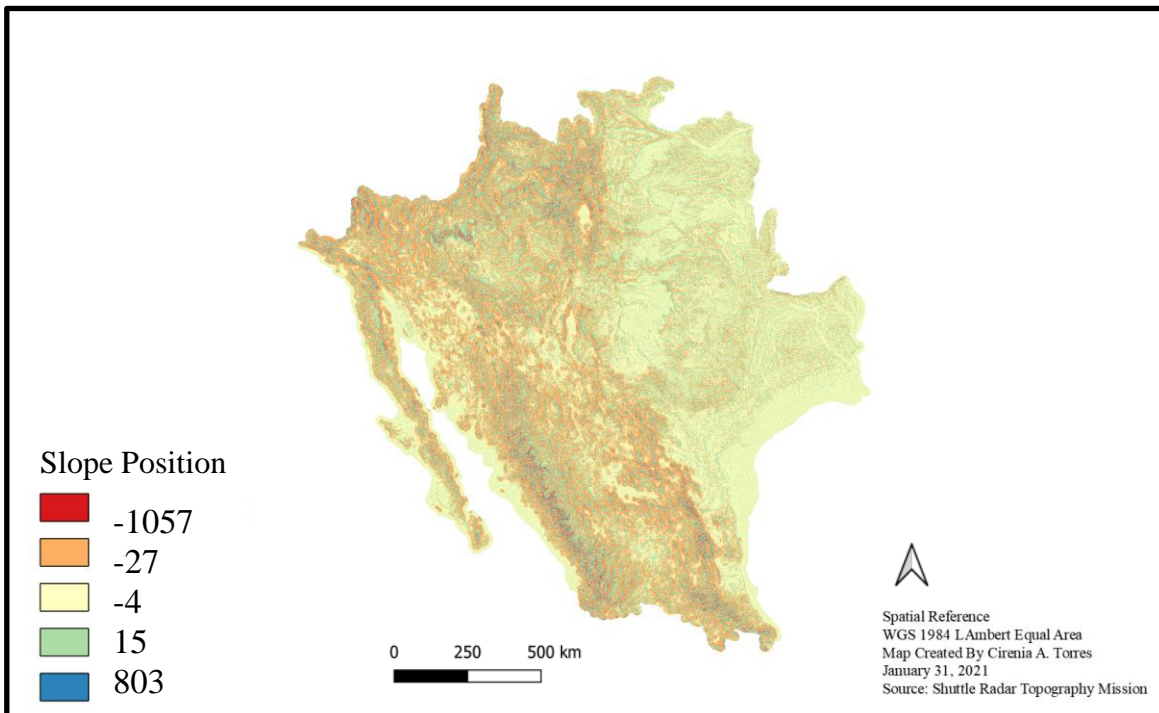 Slope Position
-1057
-27
-4
15
803
0 250 500 km
Spatial Reference
WGS 1984 LAmbert Equal Area
Map Created By Cirenia A. Torres
January 31, 2021
Source: Shuttle Radar Topography Mission